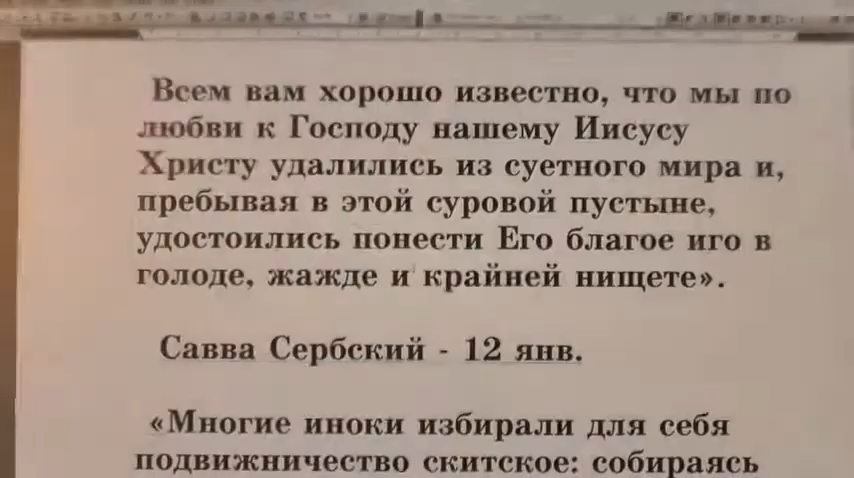 Всем вам хорошо известно, что мы по
любви к Господу нашему Иисусу
Христу удалились из суетного мира и,
пребывая в этой суровой пустыне,
удостоились понести Его благое иго в
голоде, жажде и крайней нищете».
Савва Сербский - 12 янв.
«Многие иноки избирали для себя
подвижничество скитское: собираясь